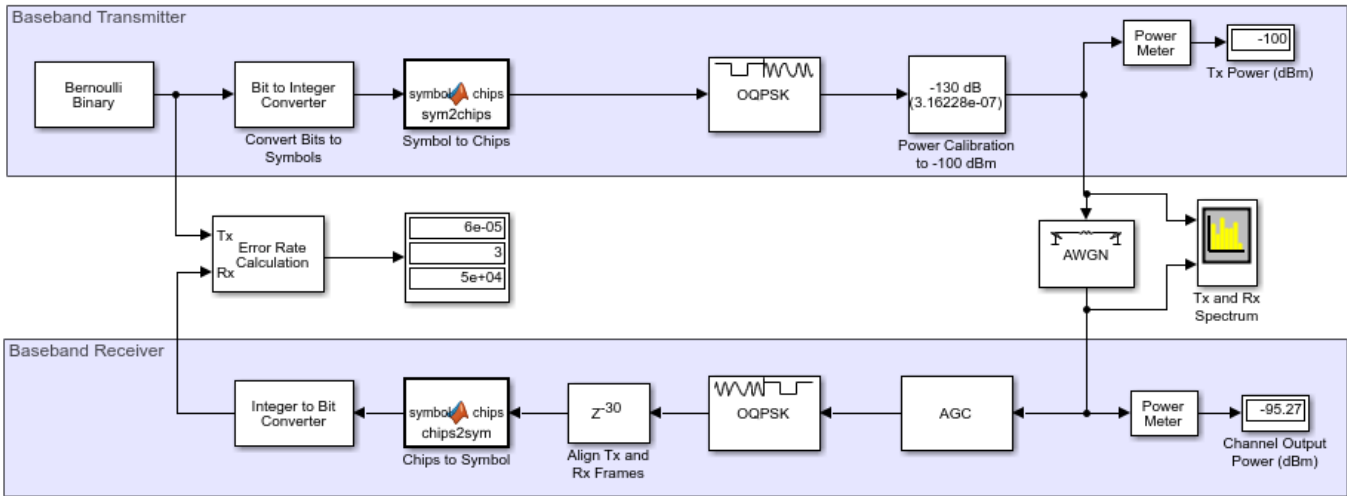 Baseband Transmitter
Bernoulli
Binary
Bit to Integer
Converter
Convert Bits to
Symbols
symbol chips
sym2chips
Symbol to Chips
OQPSK
-130 dB
(3.16228e-07)
Power Calibration
to -100 dBm
Power
Meter
-100
Tx Power (dBm)
Tx
Rx
Error Rate
Calculation
6e-05
3
5e+04
AWGN
Tx and Rx
Spectrum
Baseband Receiver
Integer to Bit
Converter
symbol chips
chips2sym
Chips to Symbol
Z-30
Align Tx and
Rx Frames
OQPSK
AGC
Power
Meter
-95.27
Channel Output
Power (dBm)